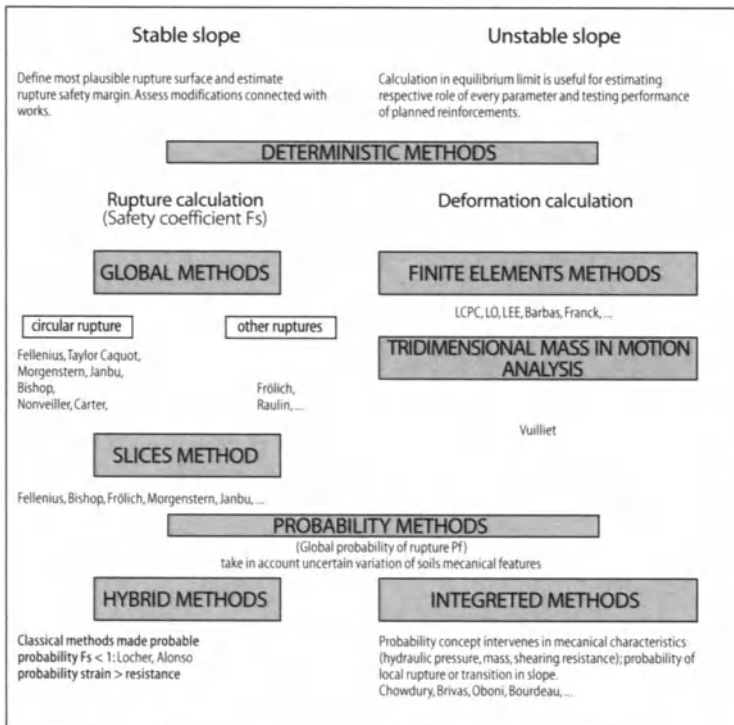 Stable slope
Define most plausible rupture surface and estimate
rupture safety margin. Assess modifications connected with
works.
Unstable slope
Calculation in equilibrium limit is useful for estimating
respective role of every parameter and testing performance
of planned reinforcements.
DETERMINISTIC METHODS
Rupture calculation
(Safety coefficient Fs)
Deformation calculation
GLOBAL METHODS
FINITE ELEMENTS METHODS
LCPC, LO, LEE, Barbas, Franck, ...
circular rupture
other ruptures
Fellenius, Taylor Caquot,
Morgenstern, Janbu,
Bishop,
Nonveiller, Carter,
Frölich,
Raulin, ...
TRIDIMENSIONAL MASS IN MOTION
ANALYSIS
Vuilliet
SLICES METHOD
Fellenius, Bishop, Frölich, Morgenstern, Janbu, ...
PROBABILITY METHODS
(Global probability of rupture Pf)
take in account uncertain variation of soils mecanical features
HYBRID METHODS
Classical methods made probable
probability Fs < 1: Locher, Alonso
probability strain > resistance
INTEGRETED METHODS
Probability concept intervenes in mecanical characteristics
(hydraulic pressure, mass, shearing resistance); probability of
local rupture or transition in slope.
Chowdury, Brivas, Oboni, Bourdeau, ...